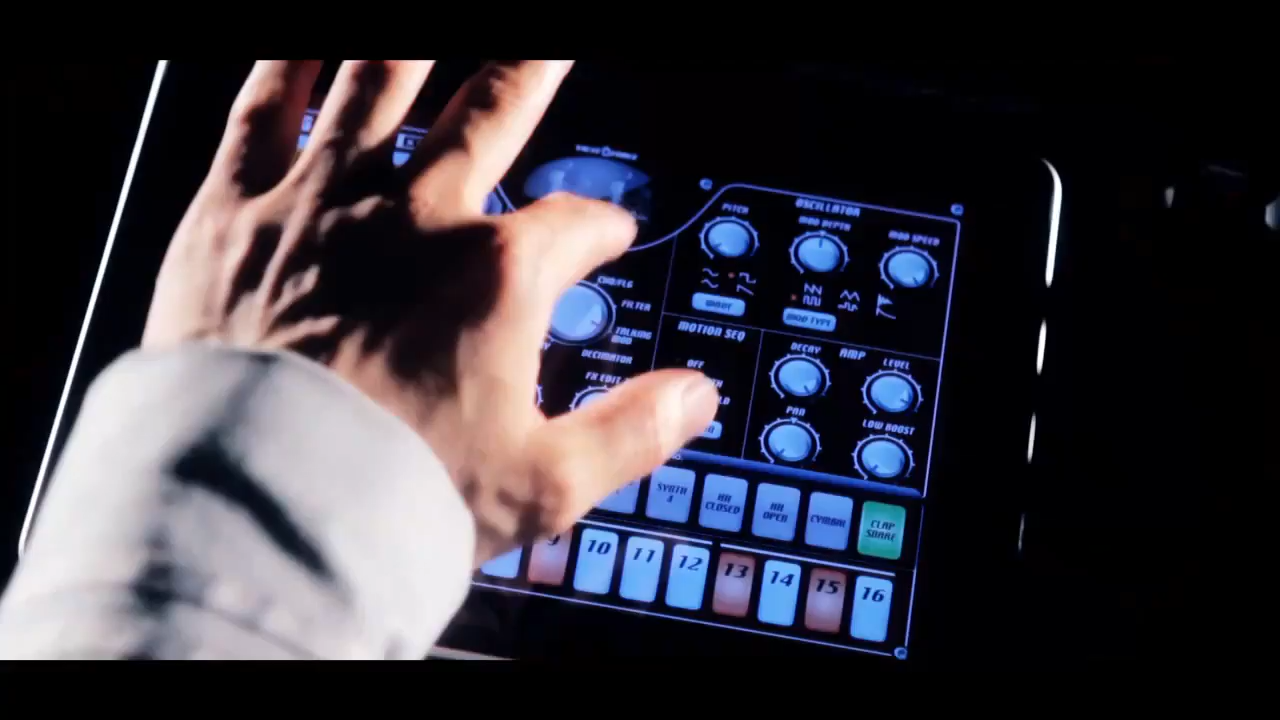 OSCILLATOR
PITCH
MOD DEPTH
MOD SPEED
CHO/FLG
FILTER
TALKING
MOD
MOD TYPE
MOTION SEQ
DECIMATOR
OFF
FX EDIT
DECAY
AMP
LEVEL
PAN
LOW BOOST
SYNTH
HH
CLOSED
HH
OPEN
CYMBAL
CLAP
SNARE
9
10
11
12
13
14
15
16